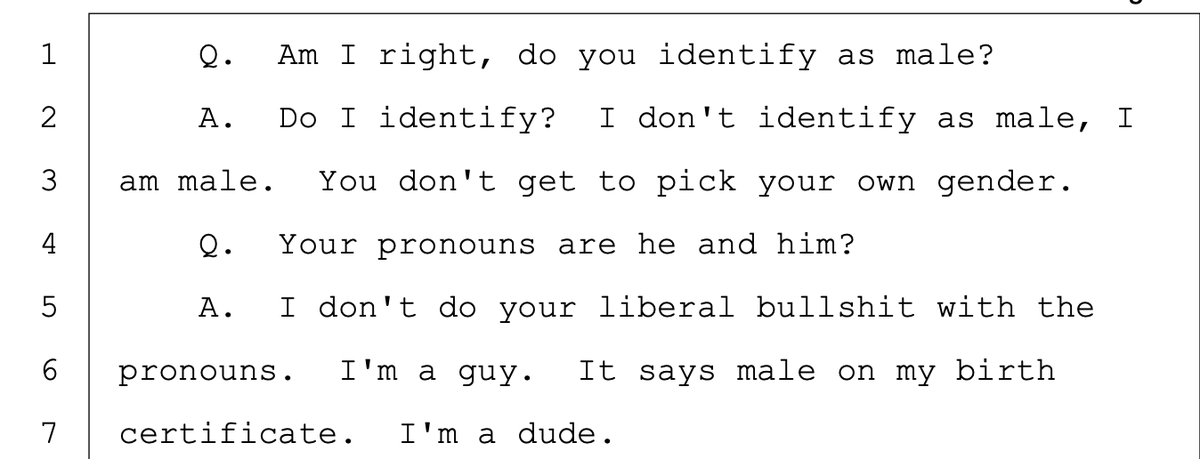 1 Q. Am I right, do you identify as male?
2 A. Do I identify? I don't identify as male, I
3 am male. You don't get to pick your own gender.
4 Q. Your pronouns are he and him?
5 A. I don't do your liberal bullshit with the
6 pronouns. I'm a guy. It says male on my birth
7 certificate. I'm a dude.